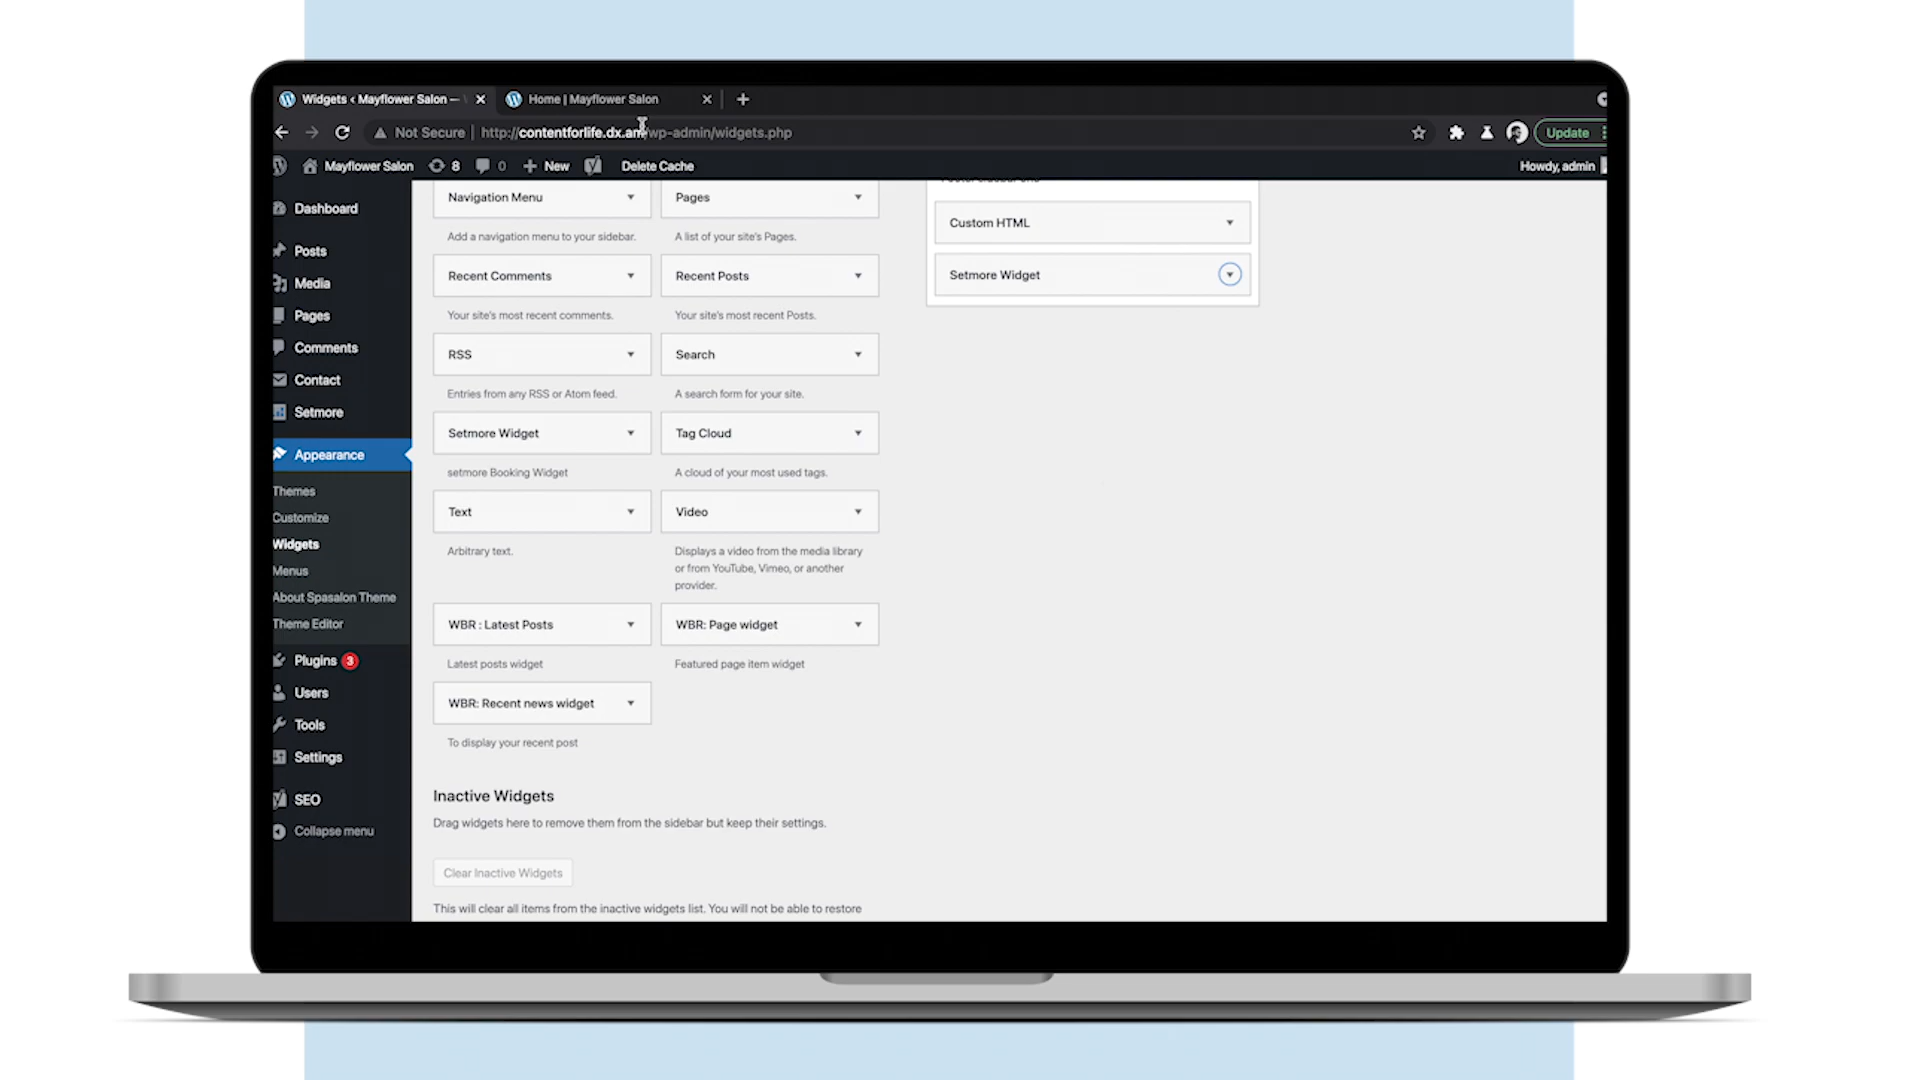 Widgets < Mayflower Salon —
Home | Mayflower Salon
Not Secure | http://contentforlife.dx.am/wp-admin/widgets.php
Update
Mayflower Salon
8
0
New
Delete Cache
Howdy, admin
Dashboard
Posts
Media
Pages
Comments
Contact
Setmore
Appearance
Themes
Customize
Widgets
Menus
About Spasalon Theme
Theme Editor
Plugins 3
Users
Tools
Settings
SEO
Collapse menu
Navigation Menu
Pages
Add a navigation menu to your sidebar.
A list of your site's Pages.
Recent Comments
Recent Posts
Your site's most recent comments.
Your site's most recent Posts.
RSS
Search
Entries from any RSS or Atom feed.
A search form for your site.
Setmore Widget
Tag Cloud
setmore Booking Widget
A cloud of your most used tags.
Text
Video
Arbitrary text.
Displays a video from the media library
or from YouTube, Vimeo, or another
provider.
WBR : Latest Posts
WBR: Page widget
Latest posts widget
Featured page item widget
WBR: Recent news widget
To display your recent post
Inactive Widgets
Drag widgets here to remove them from the sidebar but keep their settings.
Clear Inactive Widgets
This will clear all items from the inactive widgets list. You will not be able to restore
Custom HTML
Setmore Widget